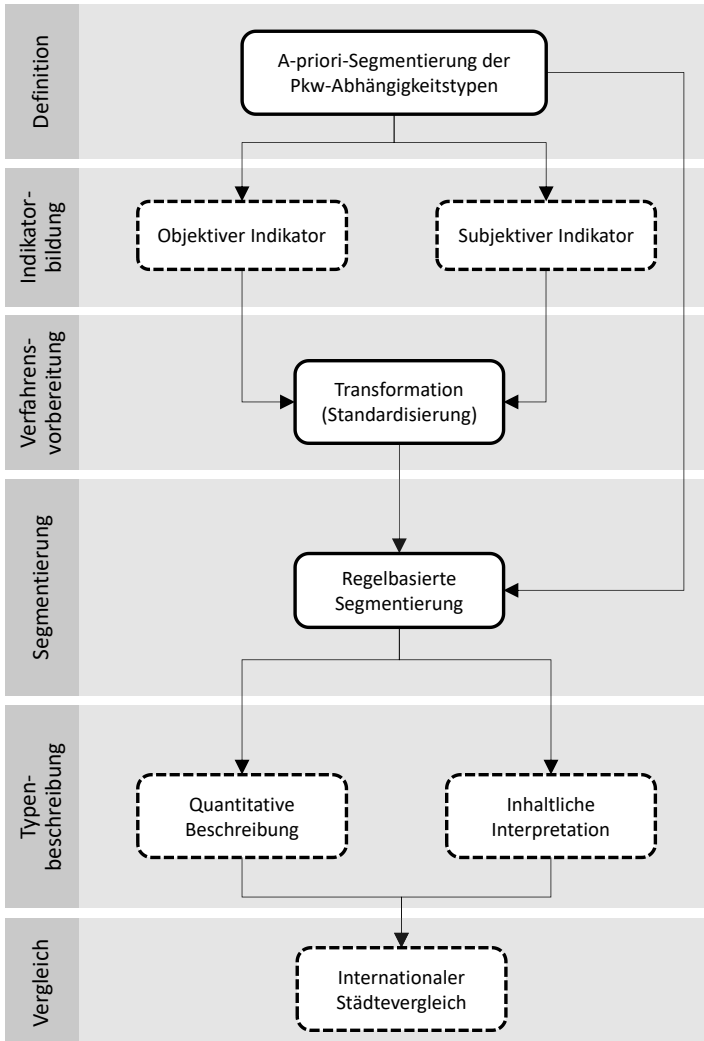 Definition
A-priori-Segmentierung der
Pkw-Abhängigkeitstypen
Indikator-
bildung
Objektiver Indikator
Subjektiver Indikator
Verfahrens-
vorbereitung
Transformation
(Standardisierung)
Segmentierung
Regelbasierte
Segmentierung
Typen-
beschreibung
Quantitative
Beschreibung
Inhaltliche
Interpretation
Vergleich
Internationaler
Städtevergleich